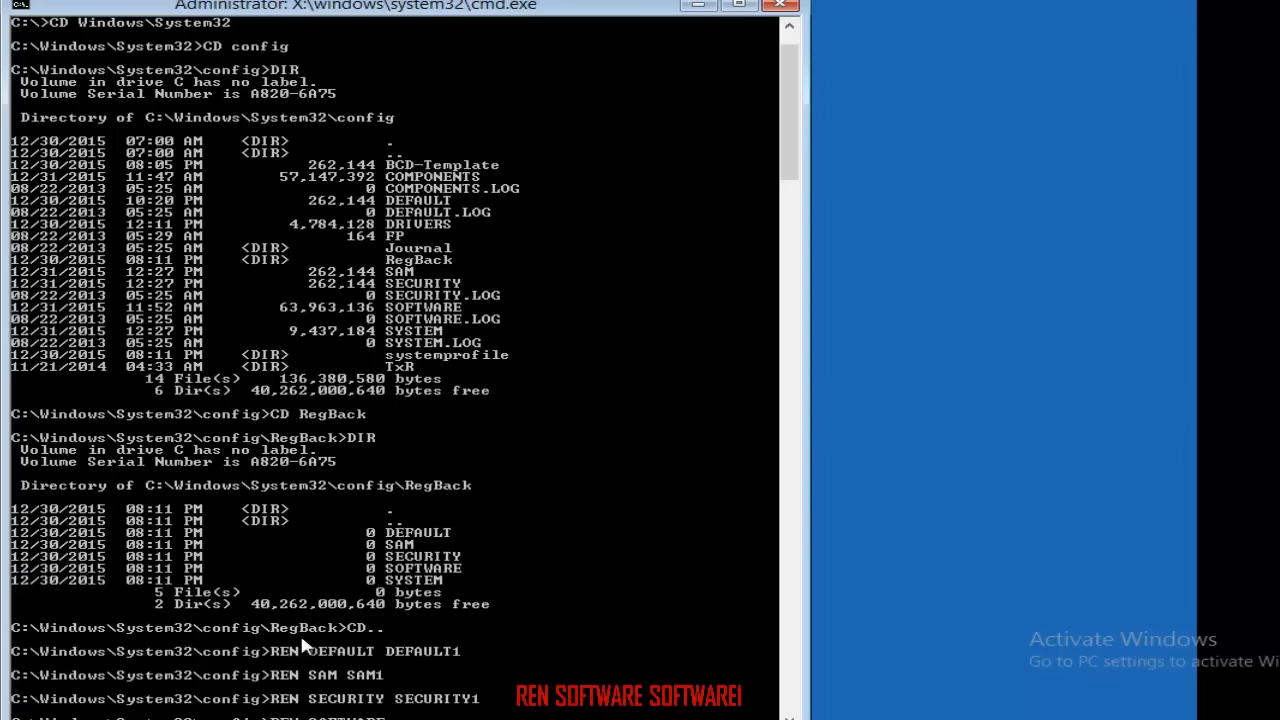 Administrator: X:\windows\system32\cmd.exe
C:\>CD Windows\System32
C:\Windows\System32>CD config
C:\Windows\System32\config>DIR
Volume in drive C has no label.
Volume Serial Number is A820-6A75
Directory of C:\Windows\System32\config
12/30/2015 07:00 AM <DIR> .
12/30/2015 07:00 AM <DIR> ..
12/30/2015 08:05 PM 262,144 BCD-Template
12/31/2015 11:47 AM 57,147,392 COMPONENTS
08/22/2013 05:25 AM 0 COMPONENTS.LOG
12/30/2015 10:20 PM 262,144 DEFAULT
08/22/2013 05:25 AM 0 DEFAULT.LOG
12/30/2015 12:11 PM 4,784,128 DRIVERS
08/22/2013 05:29 AM 164 FP
08/22/2013 05:25 AM <DIR> Journal
12/30/2015 08:11 PM <DIR> RegBack
12/31/2015 12:27 PM 262,144 SAM
12/31/2015 12:27 PM 262,144 SECURITY
08/22/2013 05:25 AM 0 SECURITY.LOG
12/31/2015 11:52 AM 63,963,136 SOFTWARE
08/22/2013 05:25 AM 0 SOFTWARE.LOG
12/31/2015 12:27 PM 9,437,184 SYSTEM
08/22/2013 05:25 AM 0 SYSTEM.LOG
12/30/2015 08:11 PM <DIR> systemprofile
11/21/2014 04:33 AM <DIR> TxR
14 File(s) 136,380,580 bytes
6 Dir(s) 40,262,000,640 bytes free
C:\Windows\System32\config>CD RegBack
C:\Windows\System32\config\RegBack>DIR
Volume in drive C has no label.
Volume Serial Number is A820-6A75
Directory of C:\Windows\System32\config\RegBack
12/30/2015 08:11 PM <DIR> .
12/30/2015 08:11 PM <DIR> ..
12/30/2015 08:11 PM 0 DEFAULT
12/30/2015 08:11 PM 0 SAM
12/30/2015 08:11 PM 0 SECURITY
12/30/2015 08:11 PM 0 SOFTWARE
12/30/2015 08:11 PM 0 SYSTEM
5 File(s) 0 bytes
2 Dir(s) 40,262,000,640 bytes free
C:\Windows\System32\config\RegBack>CD..
C:\Windows\System32\config>REN DEFAULT DEFAULT1
C:\Windows\System32\config>REN SAM SAM1
C:\Windows\System32\config>REN SECURITY SECURITY1
REN SOFTWARE SOFTWARE1
Activate Windows
Go to PC settings to activate Wi